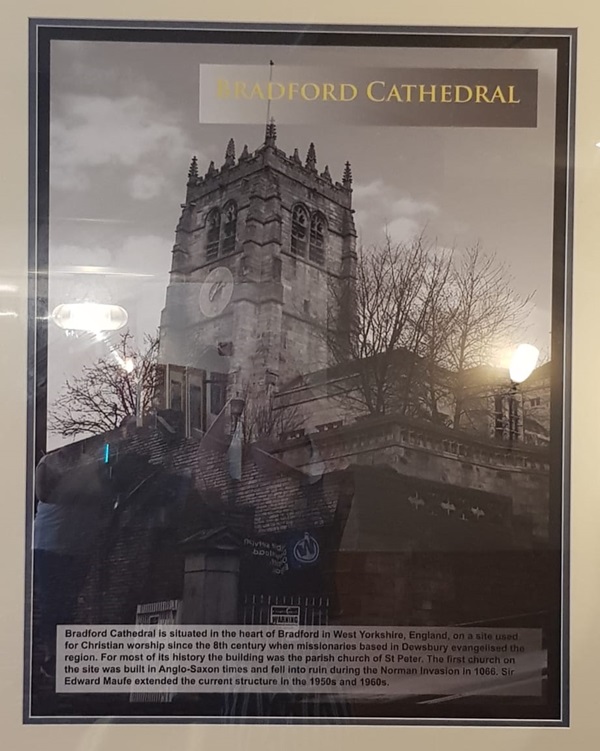 BRADFORD CATHEDRAL
WARNING
Bradford Cathedral is situated in the heart of Bradford in West Yorkshire, England, on a site used
for Christian worship since the 8th century when missionaries based in Dewsbury evangelised the
region. For most of its history the building was the parish church of St Peter. The first church on
the site was built in Anglo-Saxon times and fell into ruin during the Norman Invasion in 1066. Sir
Edward Maufe extended the current structure in the 1950s and 1960s.